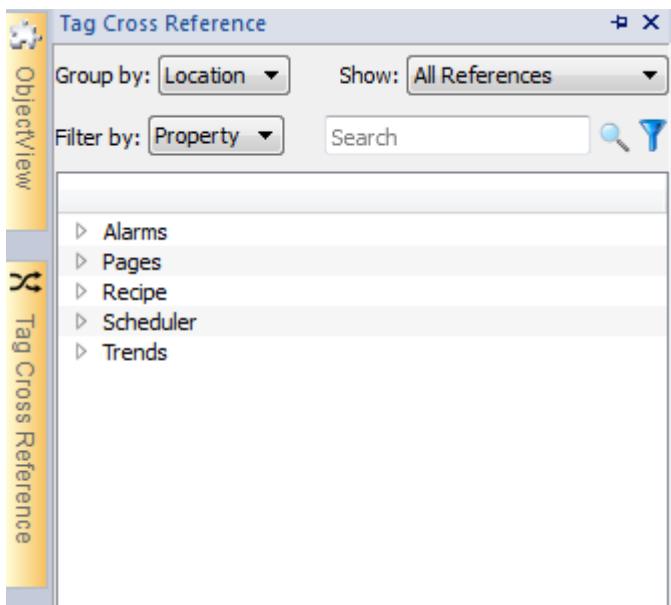 Tag Cross Reference
Group by: Location Show: All References
Filter by: Property Search
Alarms
Pages
Recipe
Scheduler
Trends
ObjectView
Tag Cross Reference